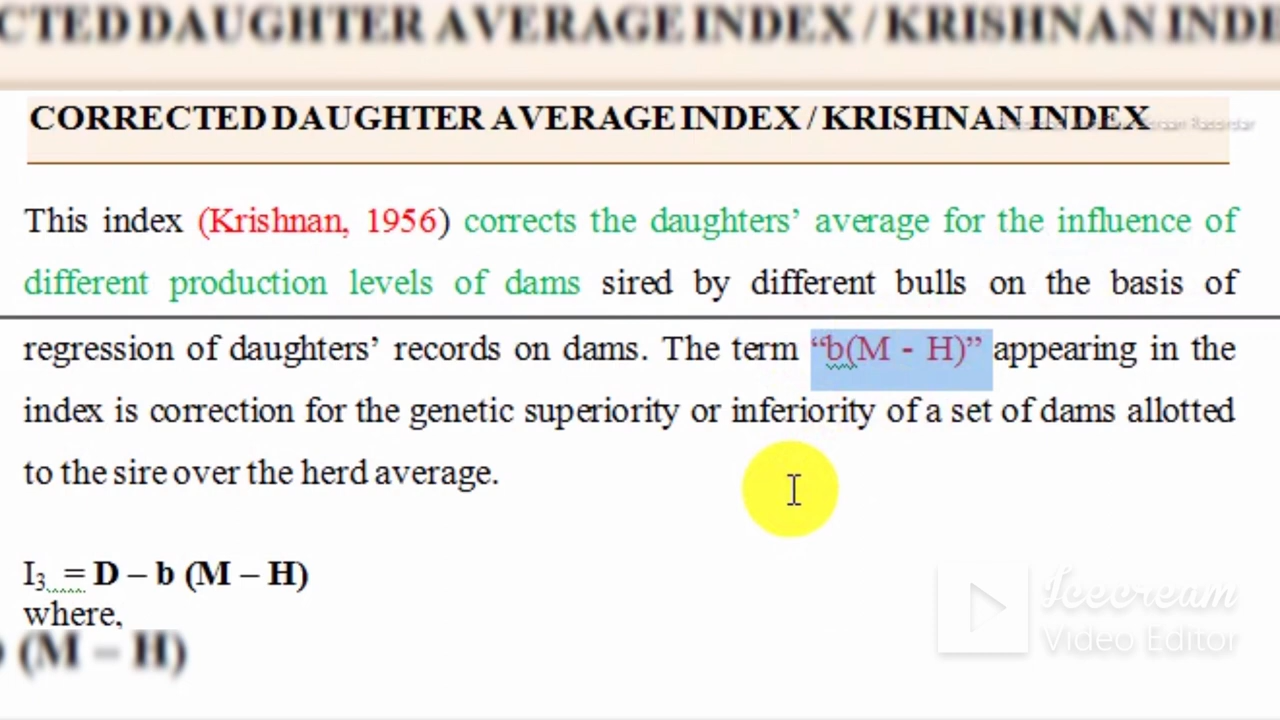 CTED DAUGHTER AVERAGE INDEX / KRISHNAN INDE
CORRECTED DAUGHTER AVERAGE INDEX / KRISHNAN INDEX
Recorder
This index (Krishnan, 1956) corrects the daughters’ average for the influence of
different production levels of dams sired by different bulls on the basis of
regression of daughters’ records on dams. The term “b(M - H)” appearing in the
index is correction for the genetic superiority or inferiority of a set of dams allotted
to the sire over the herd average.
I3 = D – b (M – H)
where,
(M – H)
Icecream
Video Editor